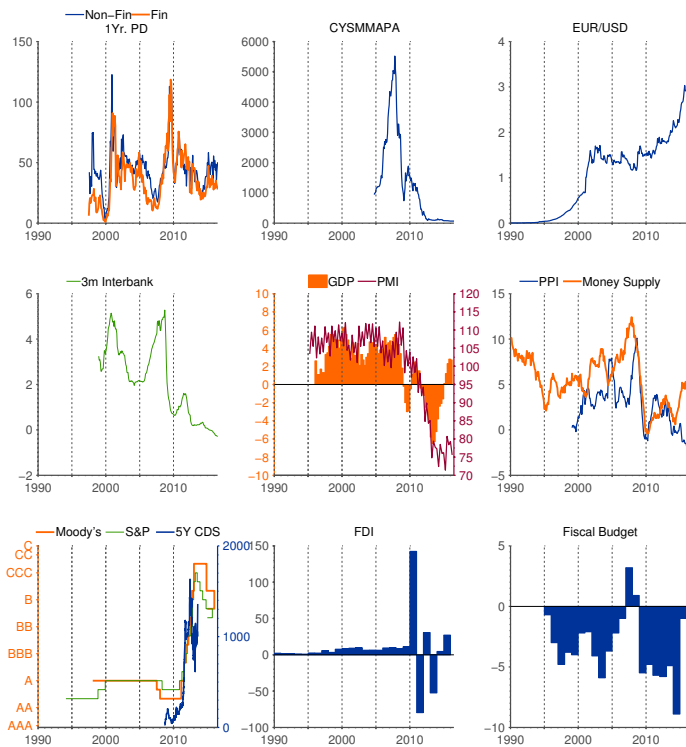 Non−Fin Fin
1Yr. PD CYSMMAPA EUR/USD
150 6000 4
100 5000 3
50 4000 2
0 3000 1
2000 0
1000
0
1990 2000 2010 1990 2000 2010 1990 2000 2010
3m Interbank GDP PMI PPI Money Supply
6 10 120 15
4 8 115 10
2 6 110 5
0 4 105 0
−2 2 100 −5
0 95
−2 90
−4 85
−6 80
−8 75
−10 70
1990 2000 2010 1990 2000 2010 1990 2000 2010
Moody's S&P 5Y CDS FDI Fiscal Budget
C 2000 150 5
CC
CCC 100
B 50 0
BB 1000
BBB 0 −5
A −50
AA
AAA 0 −100 −10
1990 2000 2010 1990 2000 2010 1990 2000 2010